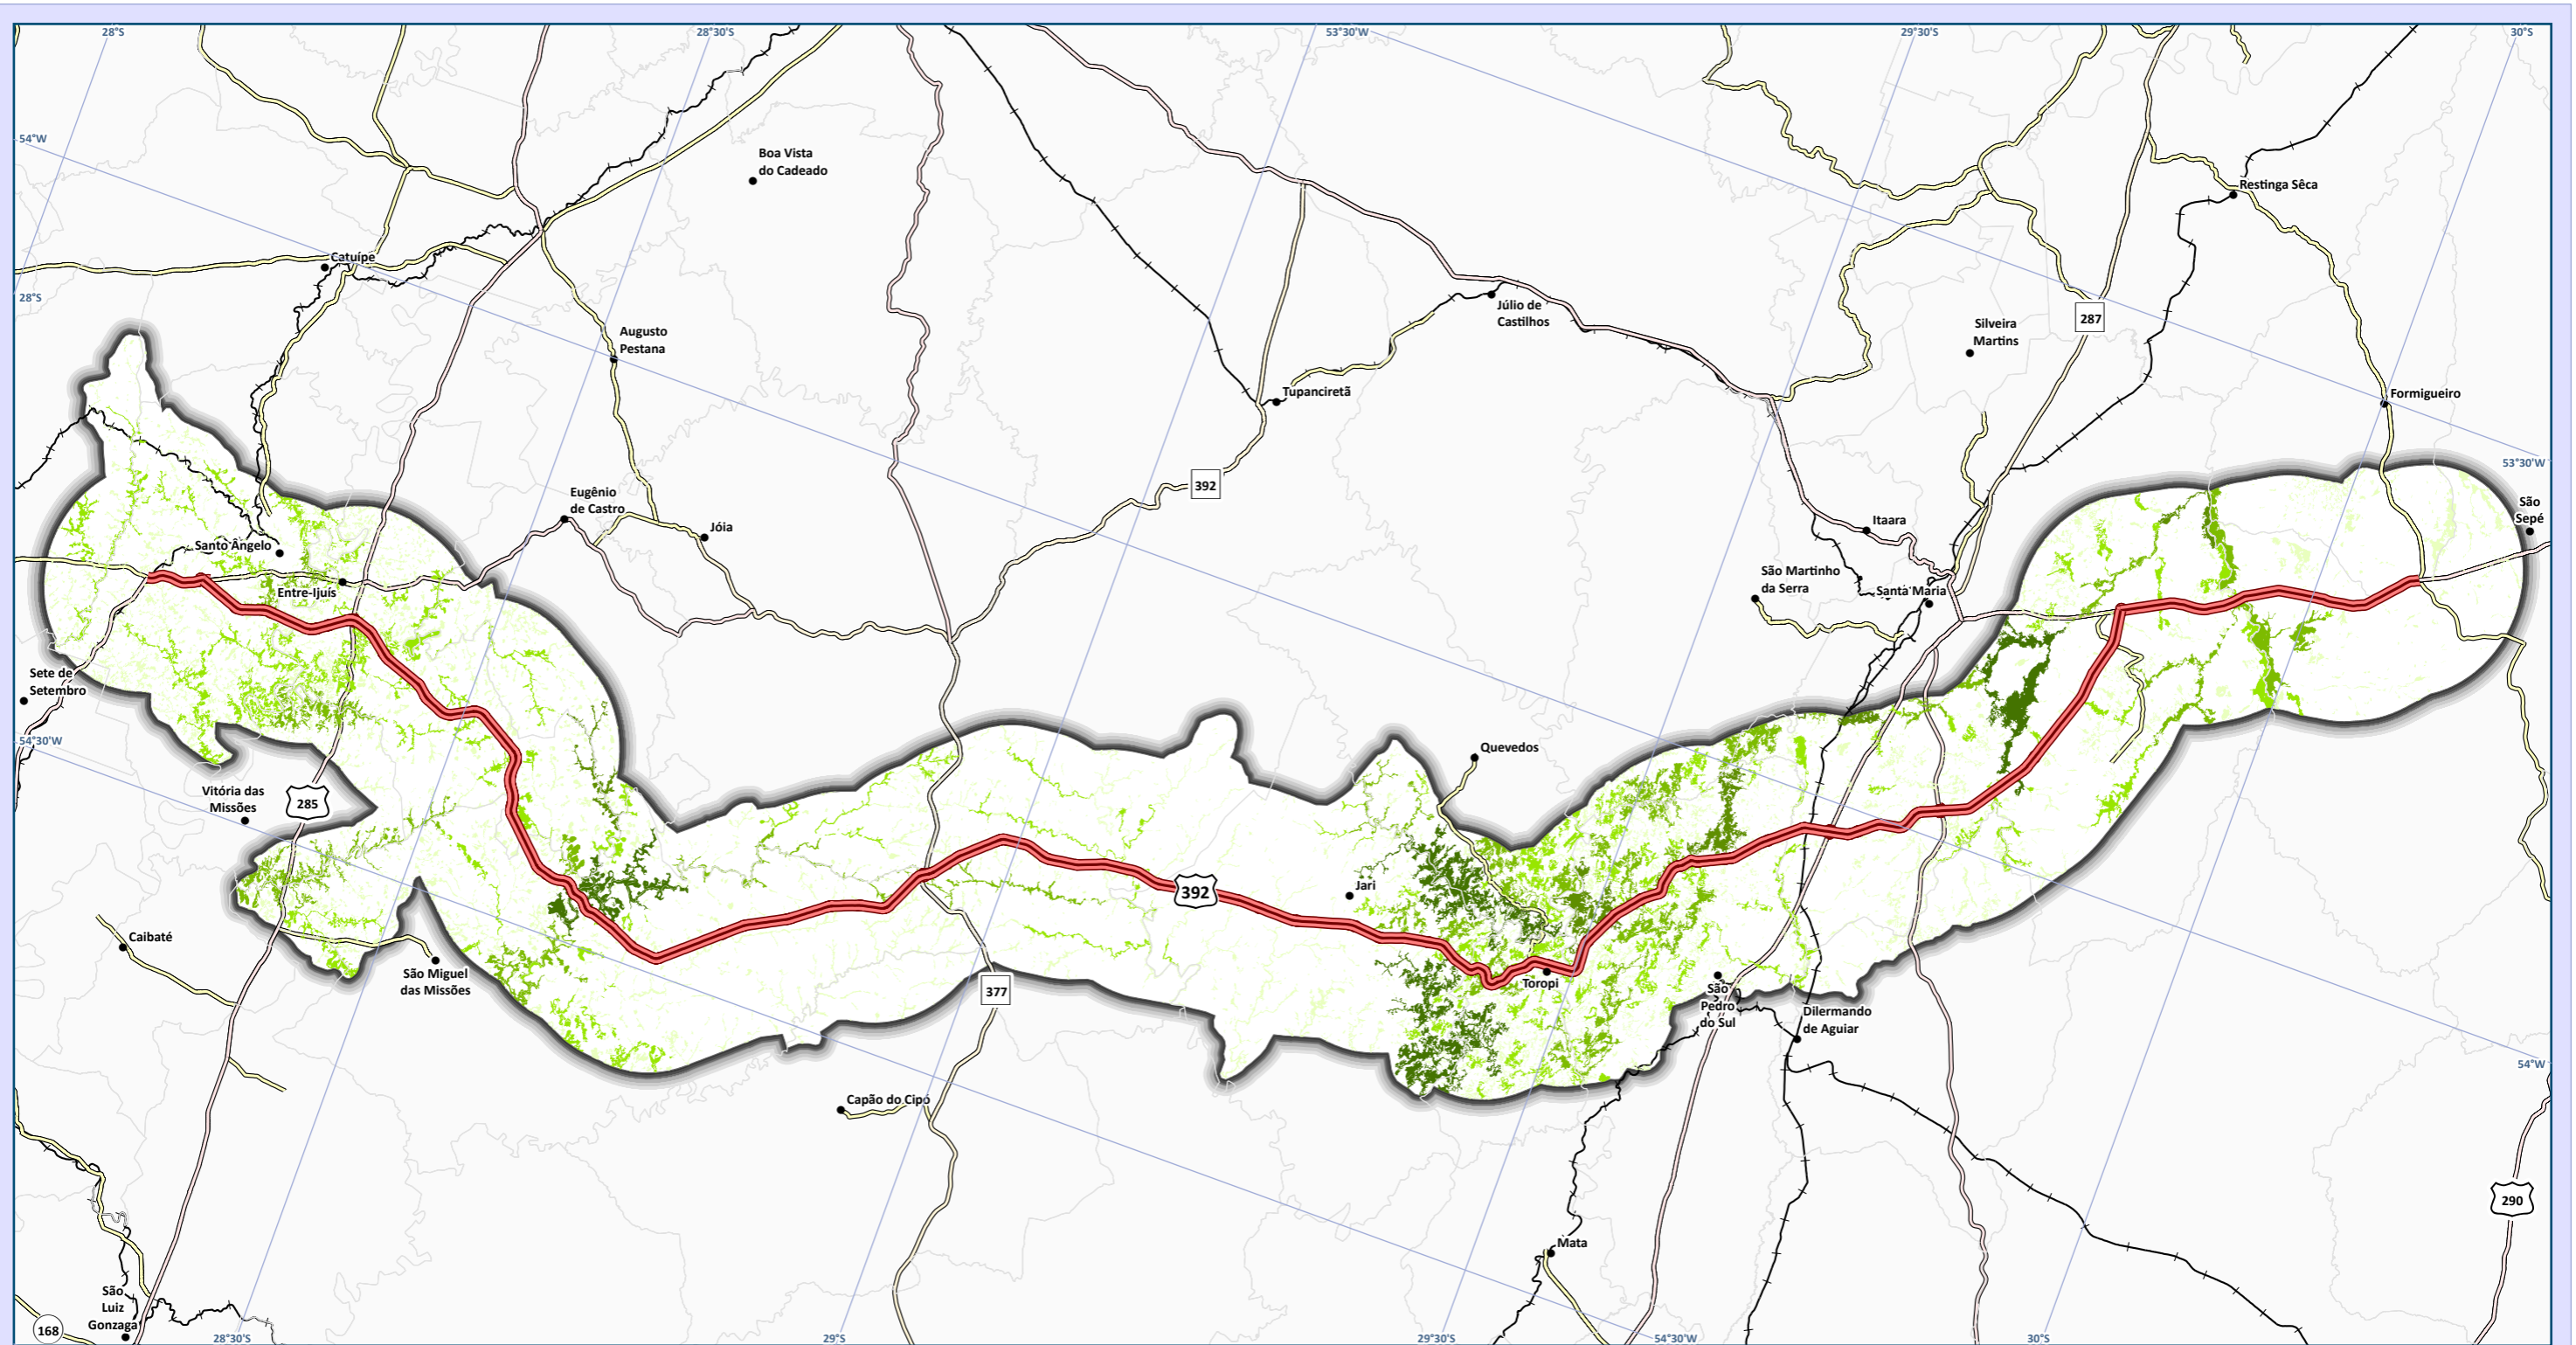 28°S
28°30'S
53°30'W
29°30'S
30°S
54°W
Boa Vista
do Cadeado
Restinga Sêca
Catuípe
28°S
Júlio de
Castilhos
287
Silveira
Martins
Augusto
Pestana
Tupanciretã
Formigueiro
53°30'W
392
Eugênio
de Castro
Jóia
São
Sepé
Itaara
Santo Ângelo
São Martinho
da Serra
Santa Maria
Entre-Ijuís
Sete de
Setembro
54°30'W
Quevedos
Vitória das
Missões
285
392
Jari
Caibaté
São Miguel
das Missões
Toropi
377
São
Pedro
do Sul
Dilermando
de Aguiar
54°W
Capão do Cipó
290
Mata
São
Luiz
Gonzaga
168
28°30'S
29°S
29°30'S
54°30'W
30°S